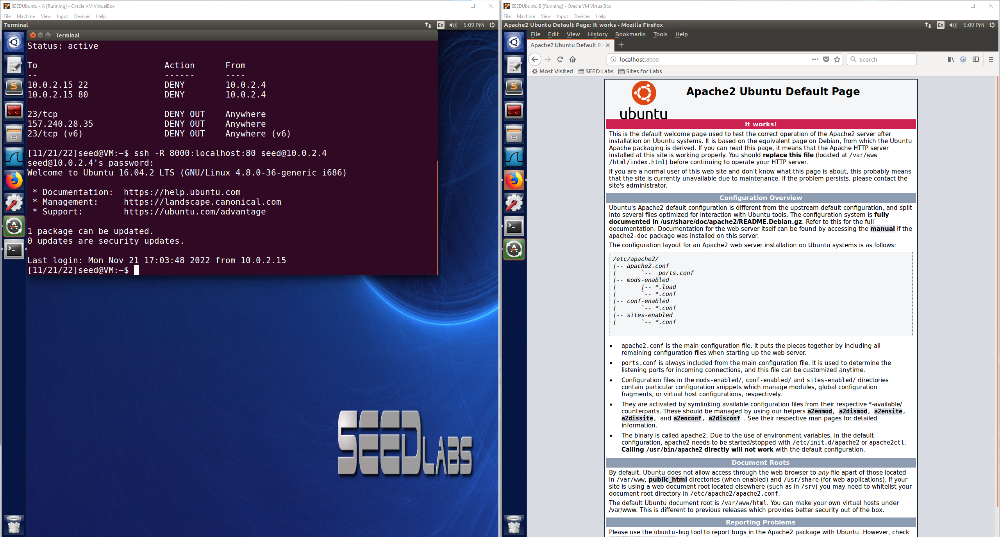 SEEDUbuntu - A [Running] - Oracle VM VirtualBox
File Machine View Input Devices Help
Terminal
En 5:09 PM
Terminal
Status: active
To Action From
-- ------ ----
10.0.2.15 22 DENY 10.0.2.4
10.0.2.15 80 DENY 10.0.2.4
23/tcp DENY OUT Anywhere
157.240.28.35 DENY OUT Anywhere
23/tcp (v6) DENY OUT Anywhere (v6)
[11/21/22]seed@VM:~$ ssh -R 8000:localhost:80 seed@10.0.2.4
seed@10.0.2.4's password:
Welcome to Ubuntu 16.04.2 LTS (GNU/Linux 4.8.0-36-generic i686)
* Documentation: https://help.ubuntu.com
* Management: https://landscape.canonical.com
* Support: https://ubuntu.com/advantage
1 package can be updated.
0 updates are security updates.
Last login: Mon Nov 21 17:03:48 2022 from 10.0.2.15
[11/21/22]seed@VM:~$
SEEDLABS
SEEDUbuntu B [Running] - Oracle VM VirtualBox
File Machine View Input Devices Help
Apache2 Ubuntu Default Page: It works - Mozilla Firefox
En 5:09 PM
File Edit View History Bookmarks Tools Help
Apache2 Ubuntu Default Pa
localhost:8000
Search
Most Visited SEED Labs Sites for Labs
ubuntu
Apache2 Ubuntu Default Page
It works!
This is the default welcome page used to test the correct operation of the Apache2 server after
installation on Ubuntu systems. It is based on the equivalent page on Debian, from which the Ubuntu
Apache packaging is derived. If you can read this page, it means that the Apache HTTP server
installed at this site is working properly. You should replace this file (located at /var/www
/html/index.html) before continuing to operate your HTTP server.
If you are a normal user of this web site and don't know what this page is about, this probably means
that the site is currently unavailable due to maintenance. If the problem persists, please contact the
site's administrator.
Configuration Overview
Ubuntu's Apache2 default configuration is different from the upstream default configuration, and split
into several files optimized for interaction with Ubuntu tools. The configuration system is fully
documented in /usr/share/doc/apache2/README.Debian.gz. Refer to this for the full
documentation. Documentation for the web server itself can be found by accessing the manual if the
apache2-doc package was installed on this server.
The configuration layout for an Apache2 web server installation on Ubuntu systems is as follows:
/etc/apache2/
|-- apache2.conf
| `-- ports.conf
|-- mods-enabled
| |-- *.load
| `-- *.conf
|-- conf-enabled
| `-- *.conf
|-- sites-enabled
| `-- *.conf
• apache2.conf is the main configuration file. It puts the pieces together by including all
remaining configuration files when starting up the web server.
• ports.conf is always included from the main configuration file. It is used to determine the
listening ports for incoming connections, and this file can be customized anytime.
• Configuration files in the mods-enabled/, conf-enabled/ and sites-enabled/ directories
contain particular configuration snippets which manage modules, global configuration
fragments, or virtual host configurations, respectively.
• They are activated by symlinking available configuration files from their respective *-available/
counterparts. These should be managed by using our helpers a2enmod, a2dismod, a2ensite,
a2dissite, and a2enconf, a2disconf . See their respective man pages for detailed
information.
• The binary is called apache2. Due to the use of environment variables, in the default
configuration, apache2 needs to be started/stopped with /etc/init.d/apache2 or apache2ctl.
Calling /usr/bin/apache2 directly will not work with the default configuration.
Document Roots
By default, Ubuntu does not allow access through the web browser to any file apart of those located
in /var/www, public_html directories (when enabled) and /usr/share (for web applications). If your
site is using a web document root located elsewhere (such as in /srv) you may need to whitelist your
document root directory in /etc/apache2/apache2.conf.
The default Ubuntu document root is /var/www/html. You can make your own virtual hosts under
/var/www. This is different to previous releases which provides better security out of the box.
Reporting Problems
Please use the ubuntu-bug tool to report bugs in the Apache2 package with Ubuntu. However, check